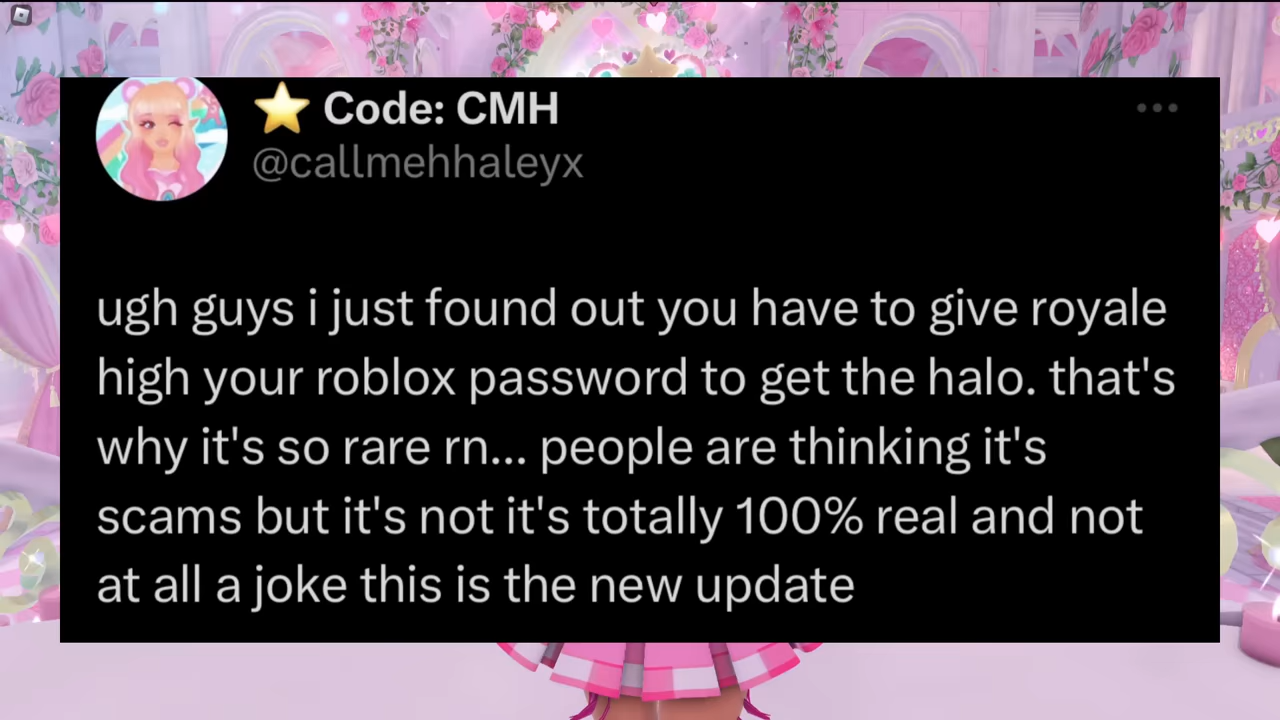 ⭐ Code: CMH
@callmehhaleyx
ugh guys i just found out you have to give royale
high your roblox password to get the halo. that's
why it's so rare rn... people are thinking it's
scams but it's not it's totally 100% real and not
at all a joke this is the new update